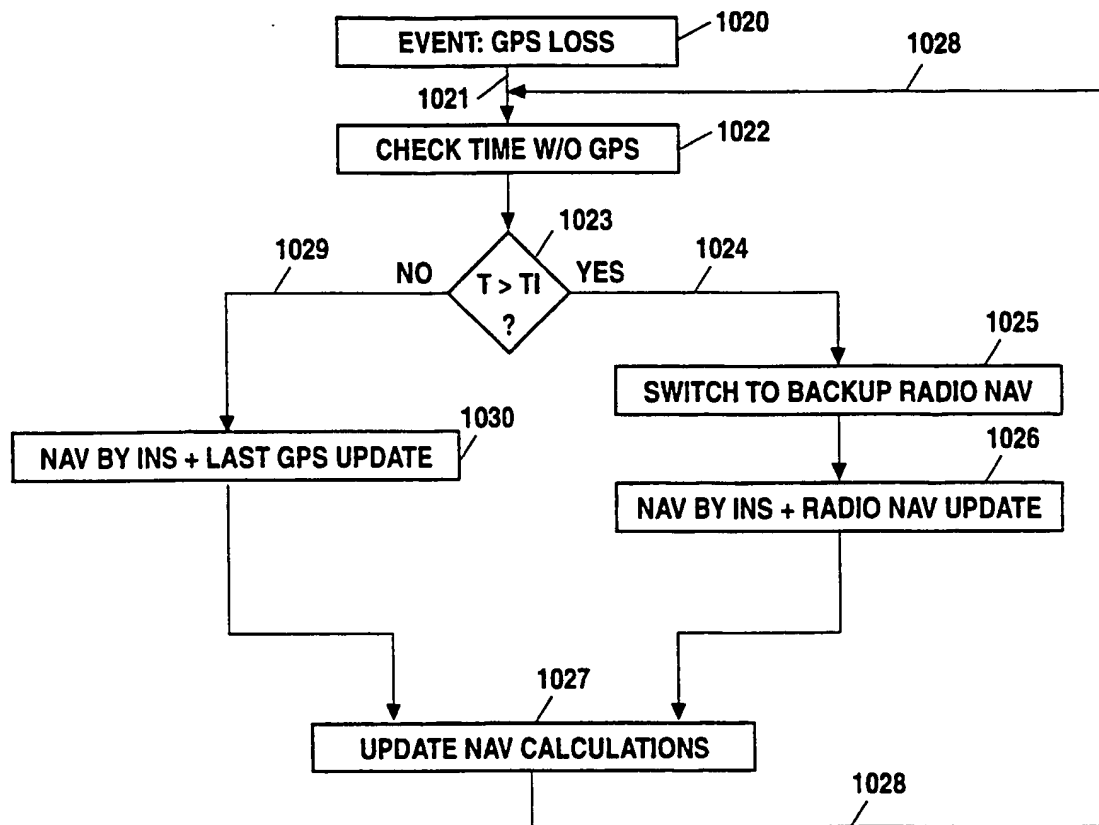 EVENT: GPS LOSS
1020
1028
1021
CHECK TIME W/O GPS
1022
1023
1029
NO
T > TI
?
YES
1024
1025
SWITCH TO BACKUP RADIO NAV
1030
NAV BY INS + LAST GPS UPDATE
1026
NAV BY INS + RADIO NAV UPDATE
1027
UPDATE NAV CALCULATIONS
1028